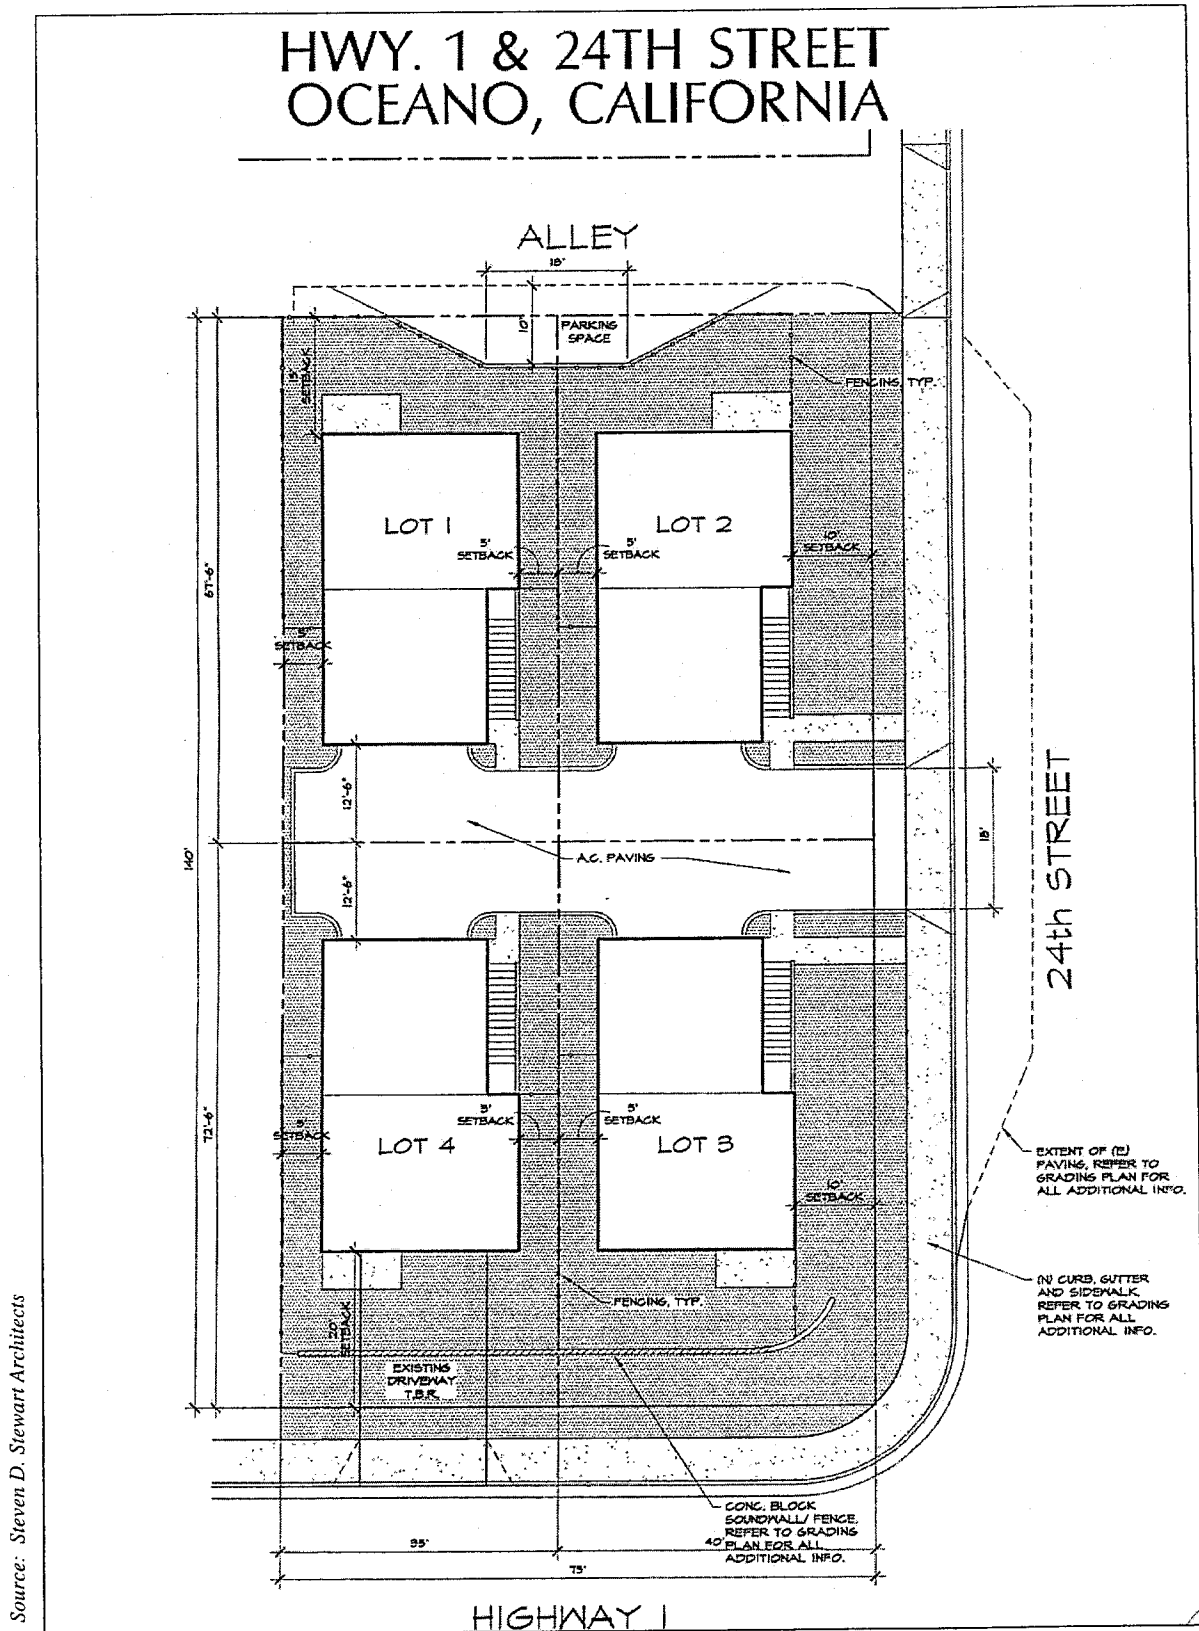 HWY. 1 & 24TH STREET
OCEANO, CALIFORNIA
ALLEY
18'
10'
PARKING
SPACE
15'
SETBACK
FENCING, TYP.
LOT 1
LOT 2
5'
SETBACK
5'
SETBACK
10'
SETBACK
67'-6"
5'
SETBACK
12'-6"
A.C. PAVING
18'
140'
12'-6"
24th STREET
72'-6"
5'
SETBACK
5'
SETBACK
5'
SETBACK
LOT 4
LOT 3
10'
SETBACK
EXTENT OF (E)
PAVING, REFER TO
GRADING PLAN FOR
ALL ADDITIONAL INFO.
(N) CURB, GUTTER
AND SIDEWALK,
REFER TO GRADING
PLAN FOR ALL
ADDITIONAL INFO.
FENCING, TYP.
20'
SETBACK
EXISTING
DRIVEWAY
T.B.R.
CONC. BLOCK
SOUNDWALL/ FENCE,
REFER TO GRADING
PLAN FOR ALL
ADDITIONAL INFO.
35'
40'
75'
HIGHWAY 1
Source: Steven D. Stewart Architects